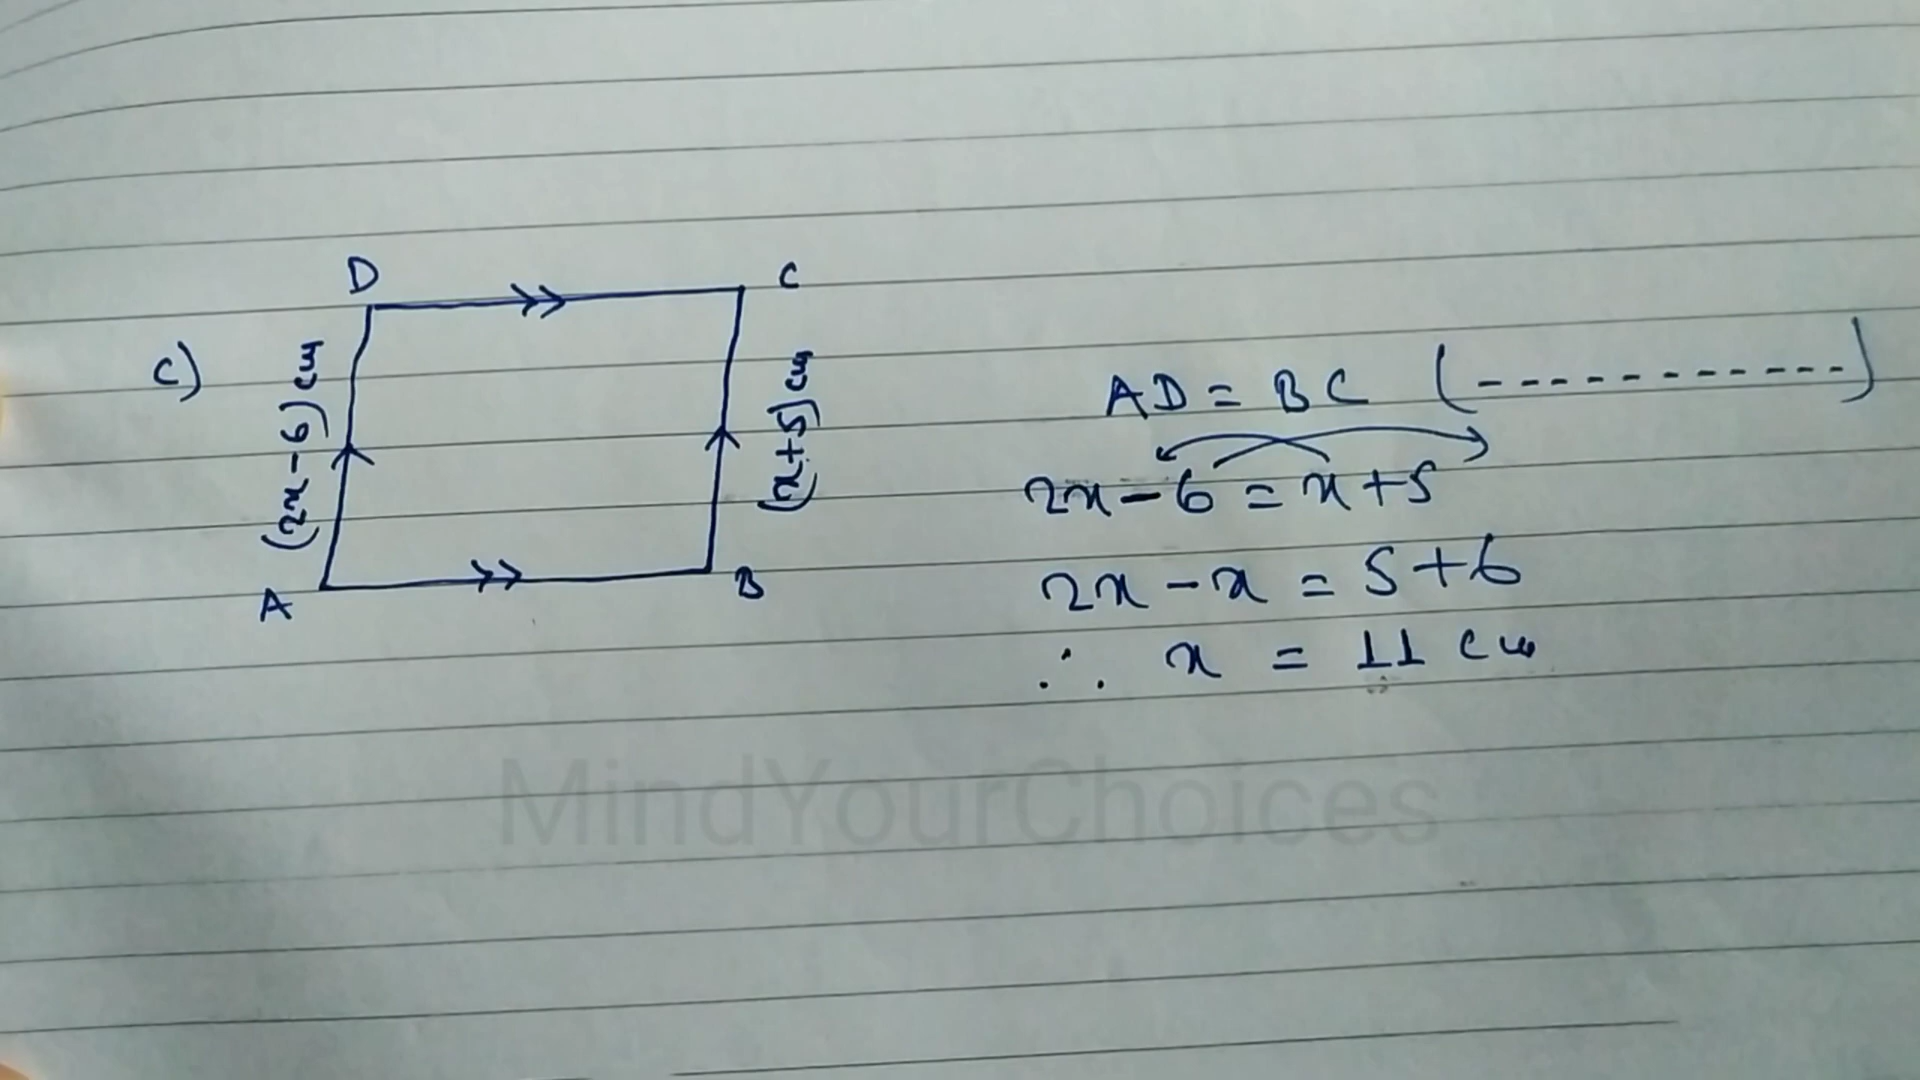 D C
C)
(2x-6)cm
(x+5)cm
A B
AD = BC (-----------)
2x-6 = x+5
2x-x = 5+6
∴ x = 11 cm
MindYourChoices